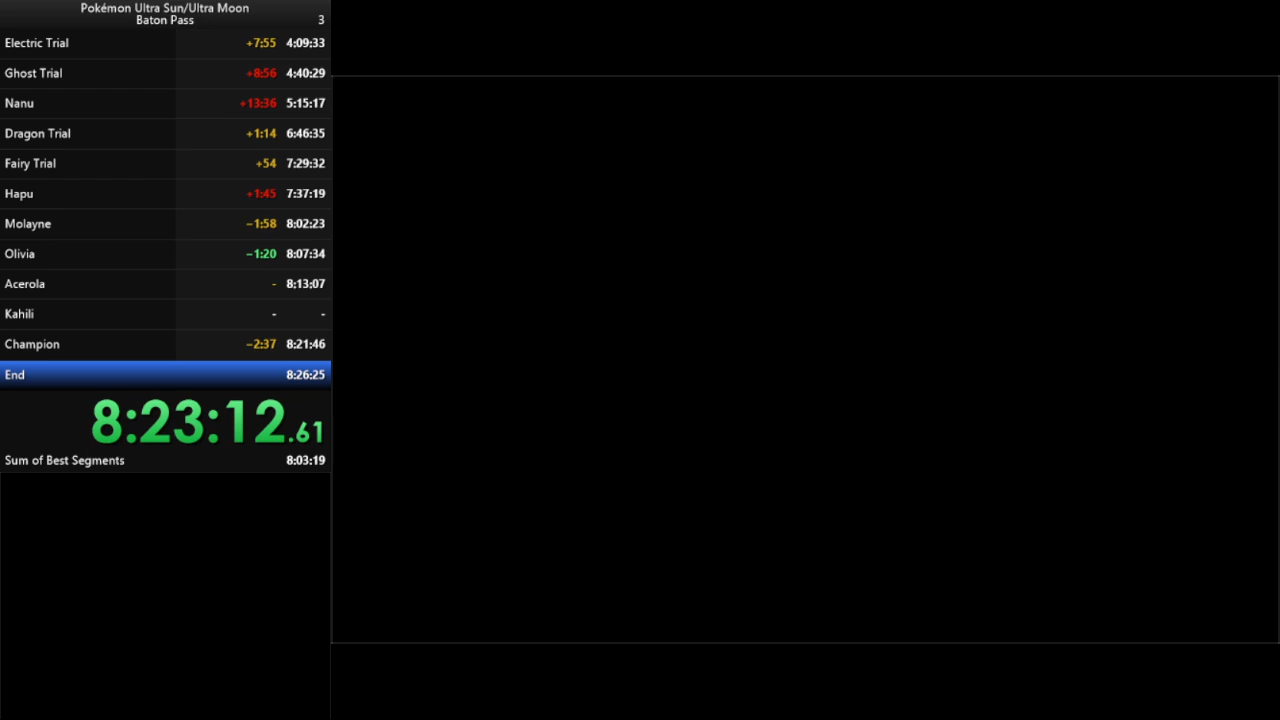 Pokémon Ultra Sun/Ultra Moon
Baton Pass 3
Electric Trial +7:55 4:09:33
Ghost Trial +8:56 4:40:29
Nanu +13:36 5:15:17
Dragon Trial +1:14 6:46:35
Fairy Trial +54 7:29:32
Hapu +1:45 7:37:19
Molayne −1:58 8:02:23
Olivia −1:20 8:07:34
Acerola - 8:13:07
Kahili - -
Champion −2:37 8:21:46
End 8:26:25
8:23:12.61
Sum of Best Segments 8:03:19